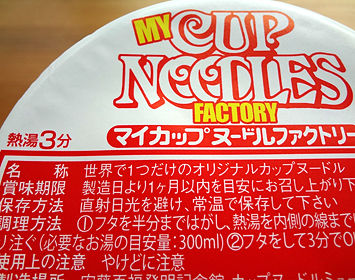 MY CUP
NOODLES
FACTORY
マイカップヌードルファクトリー
熱湯3分
名 称 世界で1つだけのオリジナルカップヌードル
賞味期限 製造日より1ヶ月以内を目安にお召し上がり下
保存方法 直射日光を避け、常温で保存して下さい
調理方法 ①フタを半分まではがし、熱湯を内側の線まで
り注ぐ(必要なお湯の目安量:300ml)②フタをして3分でO
使用上の注意 やけどに注意